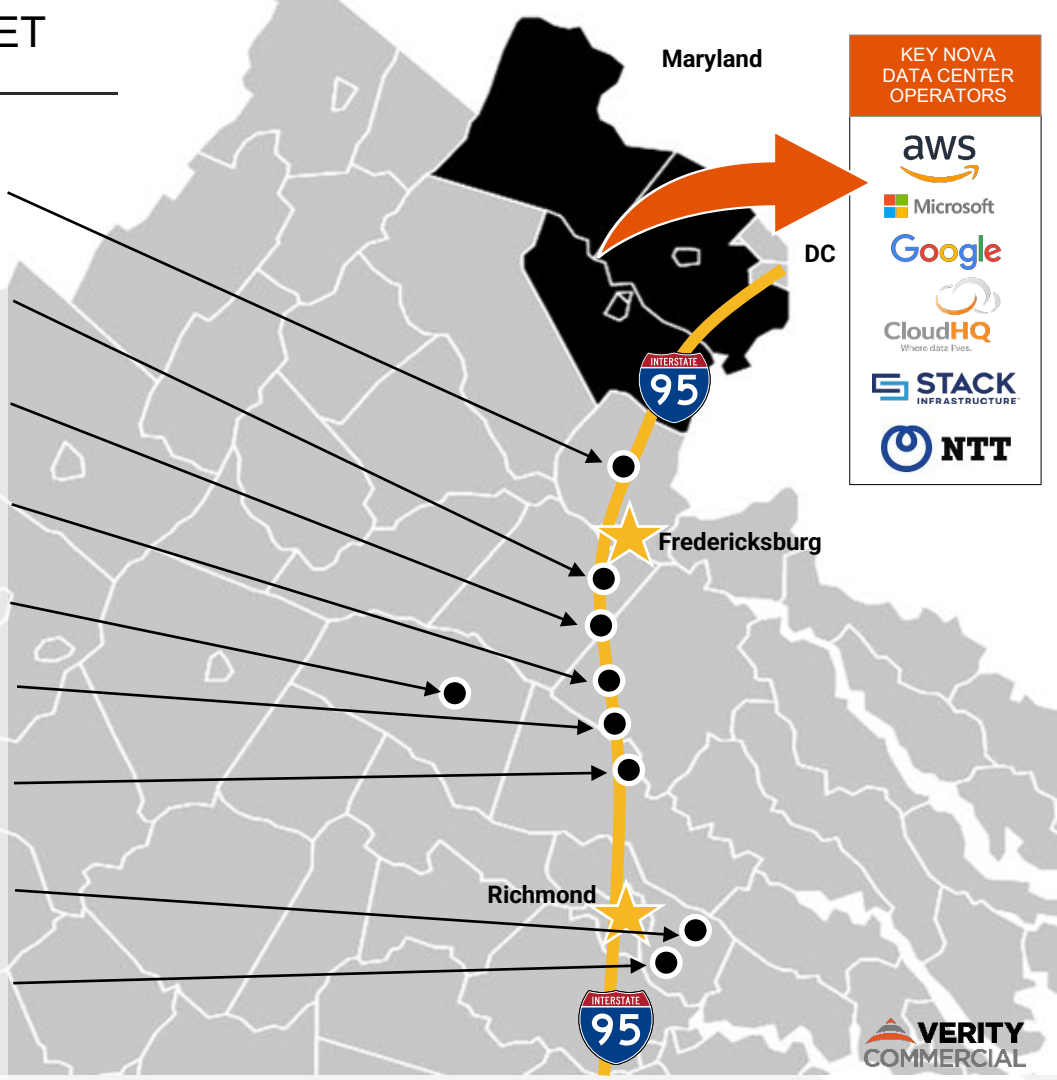 ET
Maryland
KEY NOVA
DATA CENTER
OPERATORS
aws
Microsoft
Google
DC
CloudHQ
Where data lives.
INTERSTATE
95
STACK
INFRASTRUCTURE
NTT
Fredericksburg
Richmond
INTERSTATE
95
VERITY
COMMERCIAL